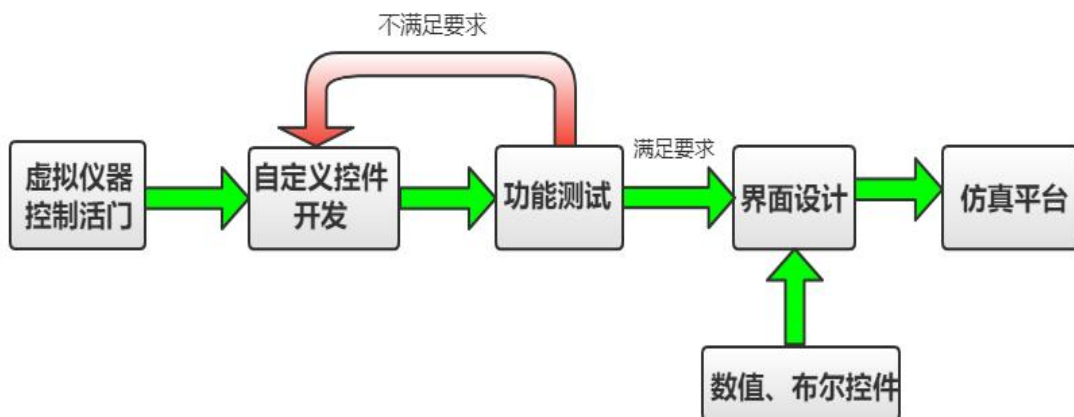 不满足要求
满足要求
虚拟仪器
控制活门
自定义控件
开发
功能测试
界面设计
仿真平台
数值、布尔控件